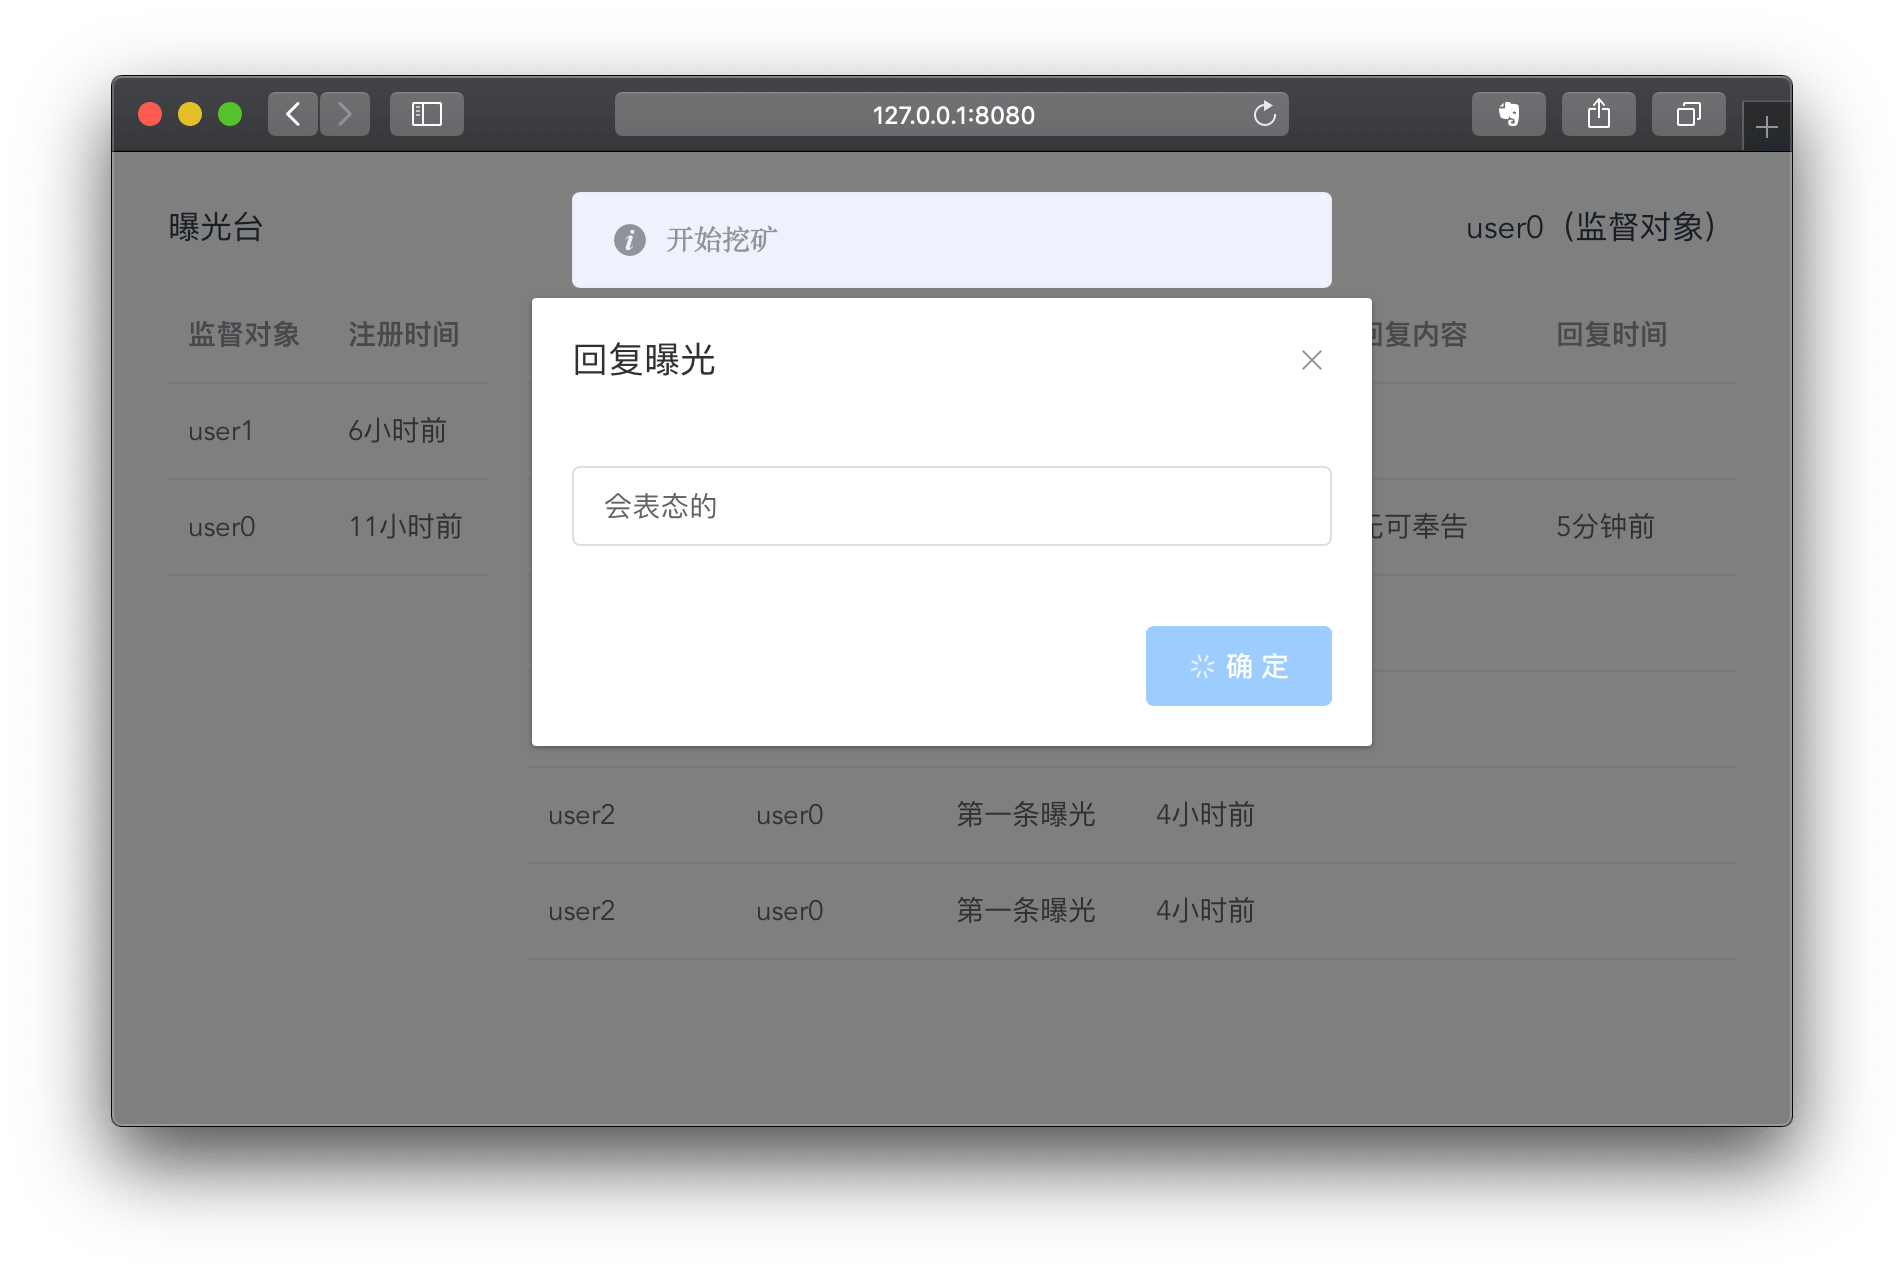 127.0.0.1:8080
曝光台
开始挖矿
user0（监督对象）
监督对象 注册时间
回复内容 回复时间
user1 6小时前
user0 11小时前
可奉告 5分钟前
回复曝光
会表态的
确 定
user2 user0 第一条曝光 4小时前
user2 user0 第一条曝光 4小时前